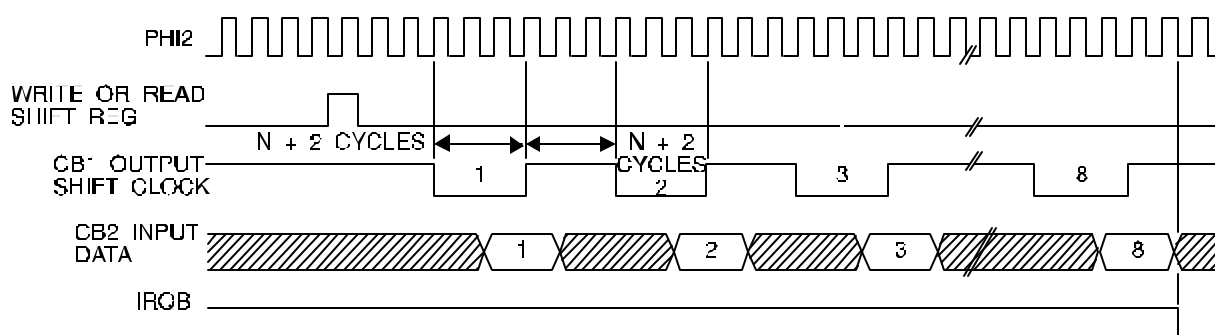 PHI2
WRITE OR READ
SHIFT REG
N + 2 CYCLES
N + 2
CYCLES
CB1 OUTPUT
SHIFT CLOCK
1
2
3
8
CB2 INPUT
DATA
1
2
3
8
IRQB